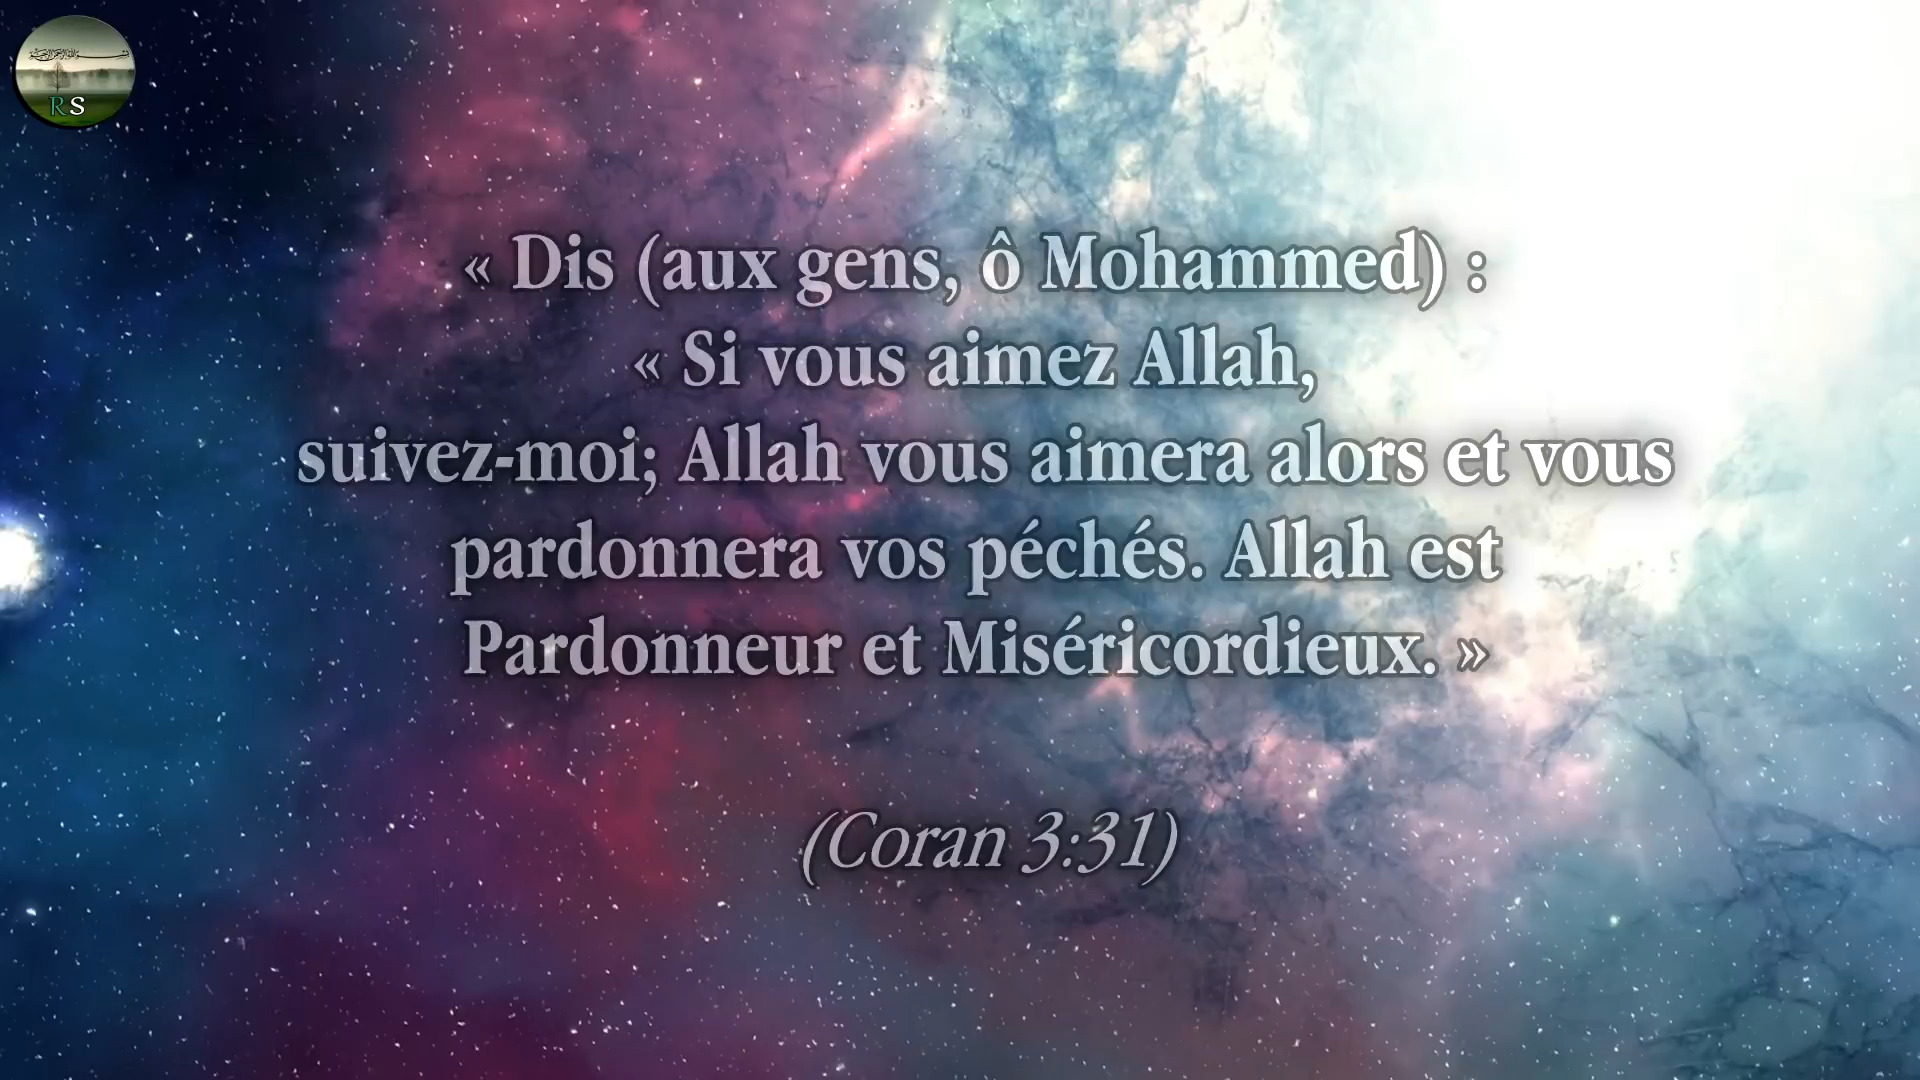 RS
« Dis (aux gens, ô Mohammed) :
« Si vous aimez Allah,
suivez-moi; Allah vous aimera alors et vous
pardonnera vos péchés. Allah est
Pardonneur et Miséricordieux. »
(Coran 3:31)